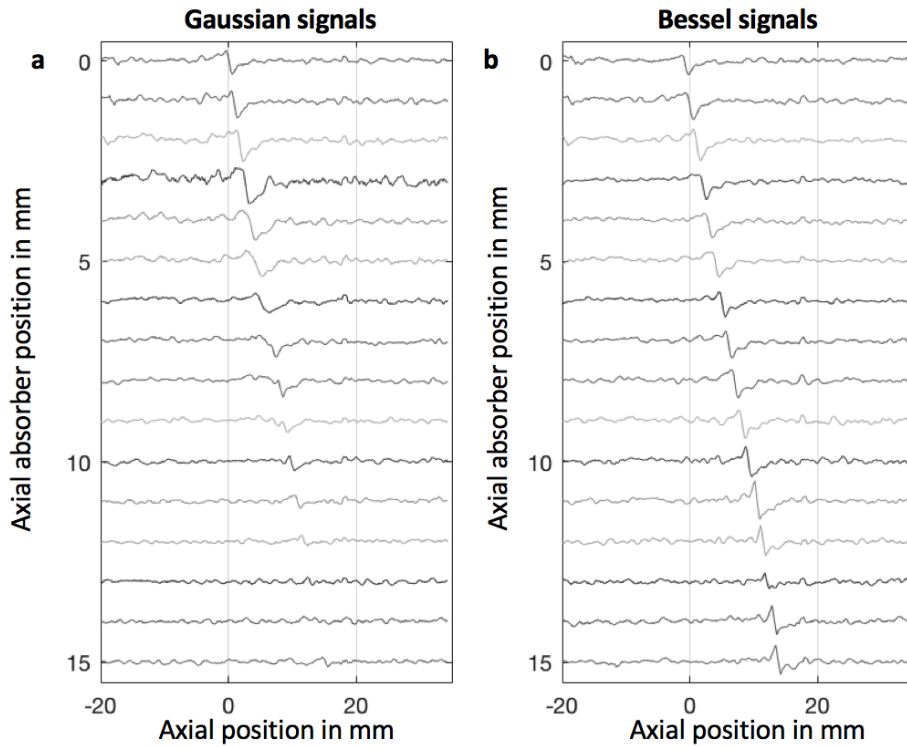 Gaussian signals
Bessel signals
a
b
0
5
10
15
0
5
10
15
Axial absorber position in mm
Axial absorber position in mm
-20 0 20
-20 0 20
Axial position in mm
Axial position in mm